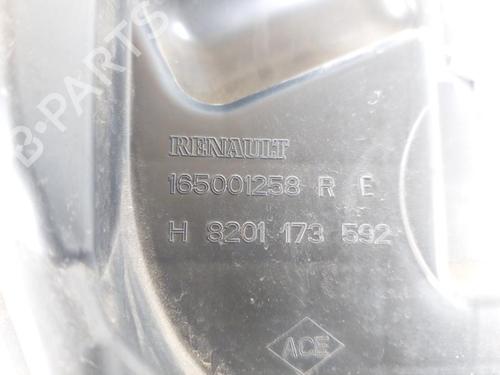 B-PARTS
RENAULT
165001258 R E
H 8201 173 592
ACE